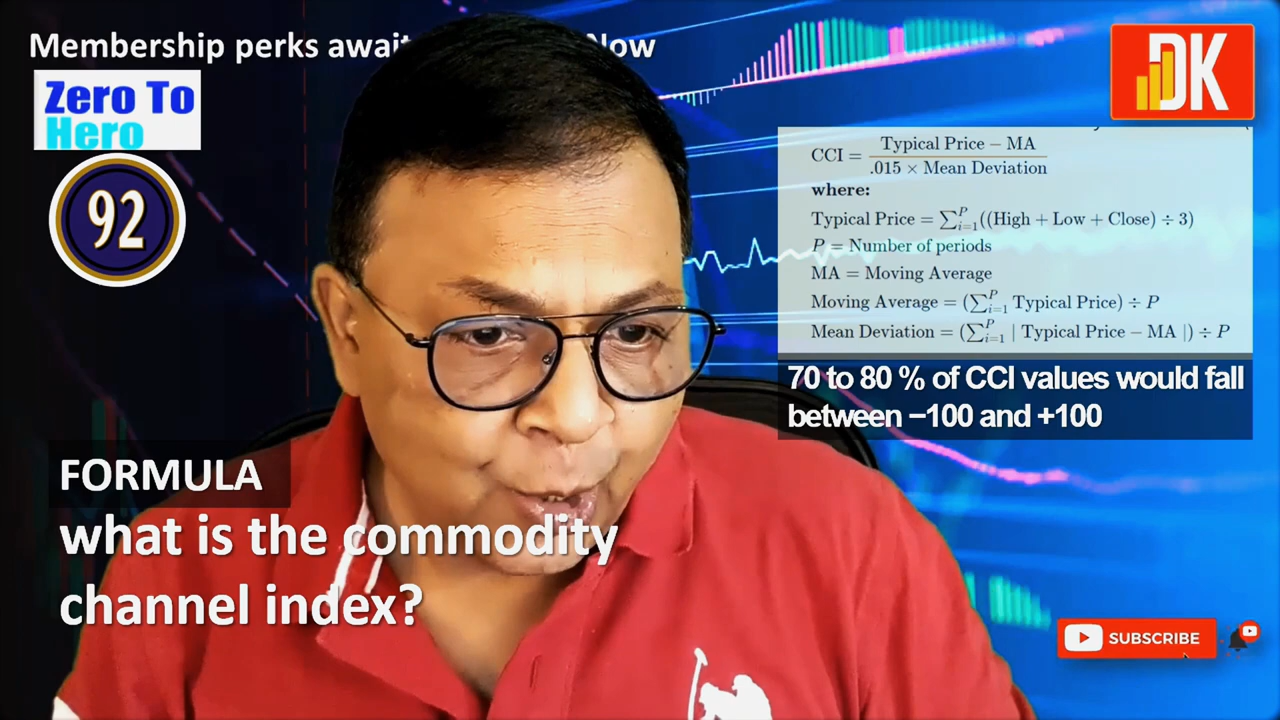 Membership perks await Now
Zero To
Hero
92
DK
CCI = Typical Price − MA
.015 × Mean Deviation
where:
Typical Price = ∑ᵢ₌₁ᴾ((High + Low + Close) ÷ 3)
P = Number of periods
MA = Moving Average
Moving Average = (∑ᵢ₌₁ᴾ Typical Price) ÷ P
Mean Deviation = (∑ᵢ₌₁ᴾ | Typical Price − MA |) ÷ P
70 to 80 % of CCI values would fall
between −100 and +100
FORMULA
what is the commodity
channel index?
SUBSCRIBE